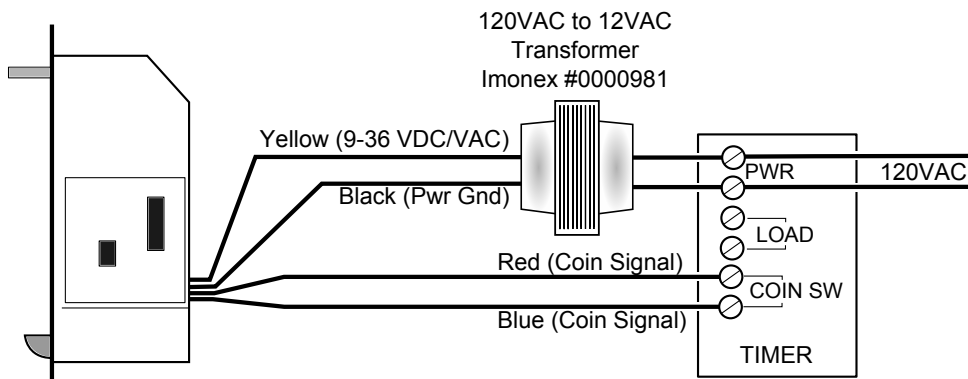 120VAC to 12VAC
Transformer
Imonex #0000981
Yellow (9-36 VDC/VAC)
Black (Pwr Gnd)
PWR
120VAC
LOAD
Red (Coin Signal)
COIN SW
Blue (Coin Signal)
TIMER